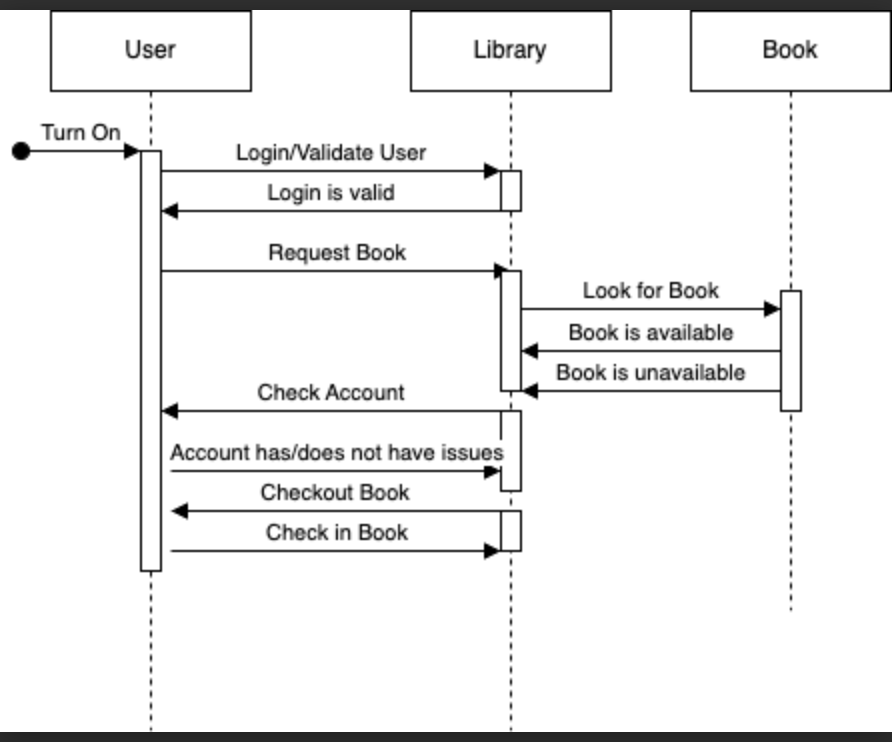 User
Library
Book
Turn On
Login/Validate User
Login is valid
Request Book
Look for Book
Book is available
Book is unavailable
Check Account
Account has/does not have issues
Checkout Book
Check in Book